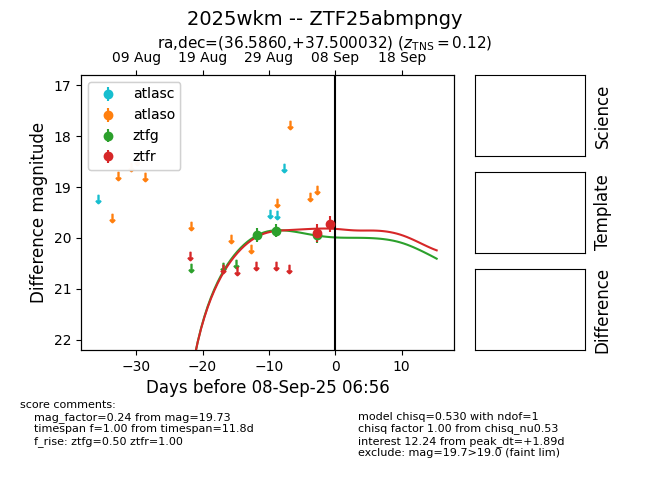 2025wkm -- ZTF25abmpngy
ra,dec=(36.5860,+37.500032) (zTNS = 0.12)
09 Aug 19 Aug 29 Aug 08 Sep 18 Sep
atlasc
atlaso
ztfg
ztfr
17
18
19
20
21
22
Difference magnitude
−30 −20 −10 0 10
Days before 08-Sep-25 06:56
Science
Template
Difference
score comments:
mag_factor=0.24 from mag=19.73
timespan f=1.00 from timespan=11.8d
f_rise: ztfg=0.50 ztfr=1.00
model chisq=0.530 with ndof=1
chisq factor 1.00 from chisq_nu0.53
interest 12.24 from peak_dt=+1.89d
exclude: mag=19.7>19.0 (faint lim)